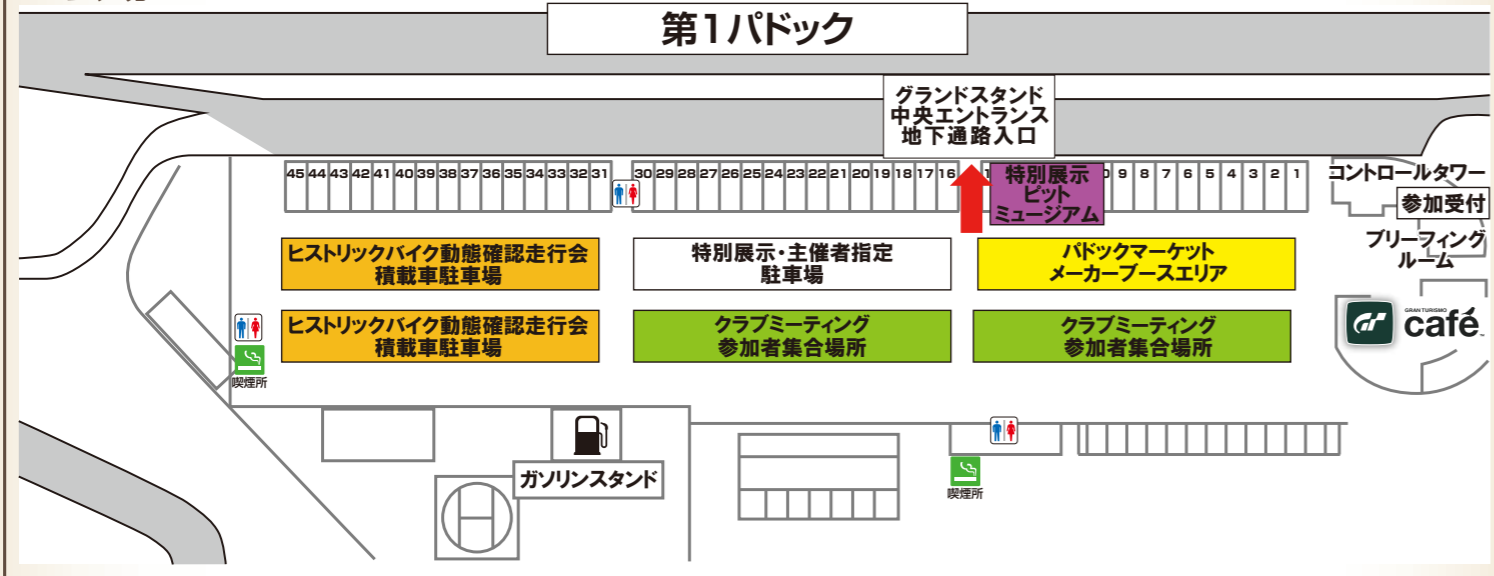 第1パドック
グランドスタンド
中央エントランス
地下通路入口
45 44 43 42 41 40 39 38 37 36 35 34 33 32 31
30 29 28 27 26 25 24 23 22 21 20 19 18 17 16
特別展示
ピット
ミュージアム
9 8 7 6 5 4 3 2 1
コントロールタワー
参加受付
ブリーフィング
ルーム
ヒストリックバイク動態確認走行会
積載車駐車場
特別展示・主催者指定
駐車場
パドックマーケット
メーカーブースエリア
ヒストリックバイク動態確認走行会
積載車駐車場
クラブミーティング
参加者集合場所
クラブミーティング
参加者集合場所
GRAN TURISMO
café
喫煙所
ガソリンスタンド
喫煙所